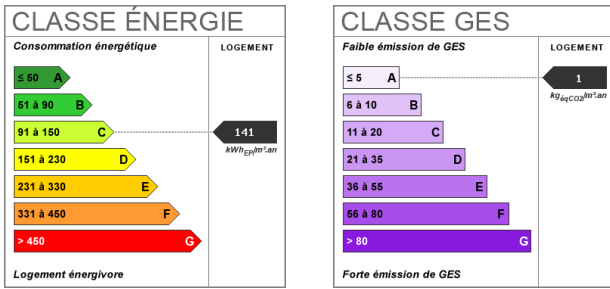 CLASSE ÉNERGIE
Consommation énergétique
LOGEMENT
≤ 50 A
51 à 90 B
91 à 150 C
141
kWhEP/m².an
151 à 230 D
231 à 330 E
331 à 450 F
> 450 G
Logement énergivore
CLASSE GES
Faible émission de GES
LOGEMENT
≤ 5 A
1
kgéqCO2/m².an
6 à 10 B
11 à 20 C
21 à 35 D
36 à 55 E
56 à 80 F
> 80 G
Forte émission de GES